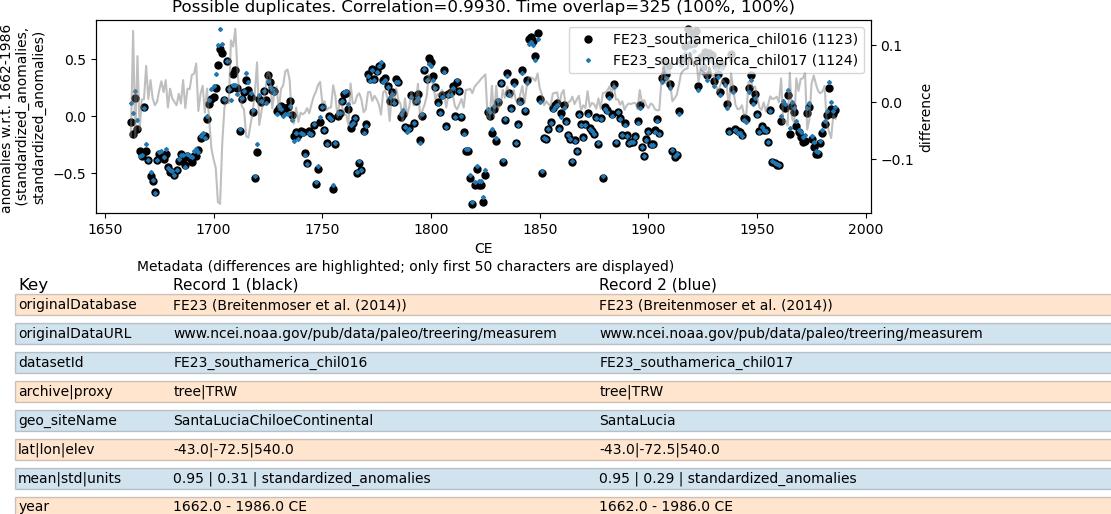 Possible duplicates. Correlation=0.9930. Time overlap=325 (100%, 100%)
anomalies w.r.t. 1662-1986
(standardized_anomalies,
standardized_anomalies)
0.5
0.0
−0.5
FE23_southamerica_chil016 (1123)
FE23_southamerica_chil017 (1124)
0.1
0.0
−0.1
difference
1650 1700 1750 1800 1850 1900 1950 2000
CE
Metadata (differences are highlighted; only first 50 characters are displayed)
Key Record 1 (black) Record 2 (blue)
originalDatabase FE23 (Breitenmoser et al. (2014)) FE23 (Breitenmoser et al. (2014))
originalDataURL www.ncei.noaa.gov/pub/data/paleo/treering/measurem www.ncei.noaa.gov/pub/data/paleo/treering/measurem
datasetId FE23_southamerica_chil016 FE23_southamerica_chil017
archive|proxy tree|TRW tree|TRW
geo_siteName SantaLuciaChiloeContinental SantaLucia
lat|lon|elev -43.0|-72.5|540.0 -43.0|-72.5|540.0
mean|std|units 0.95 | 0.31 | standardized_anomalies 0.95 | 0.29 | standardized_anomalies
year 1662.0 - 1986.0 CE 1662.0 - 1986.0 CE